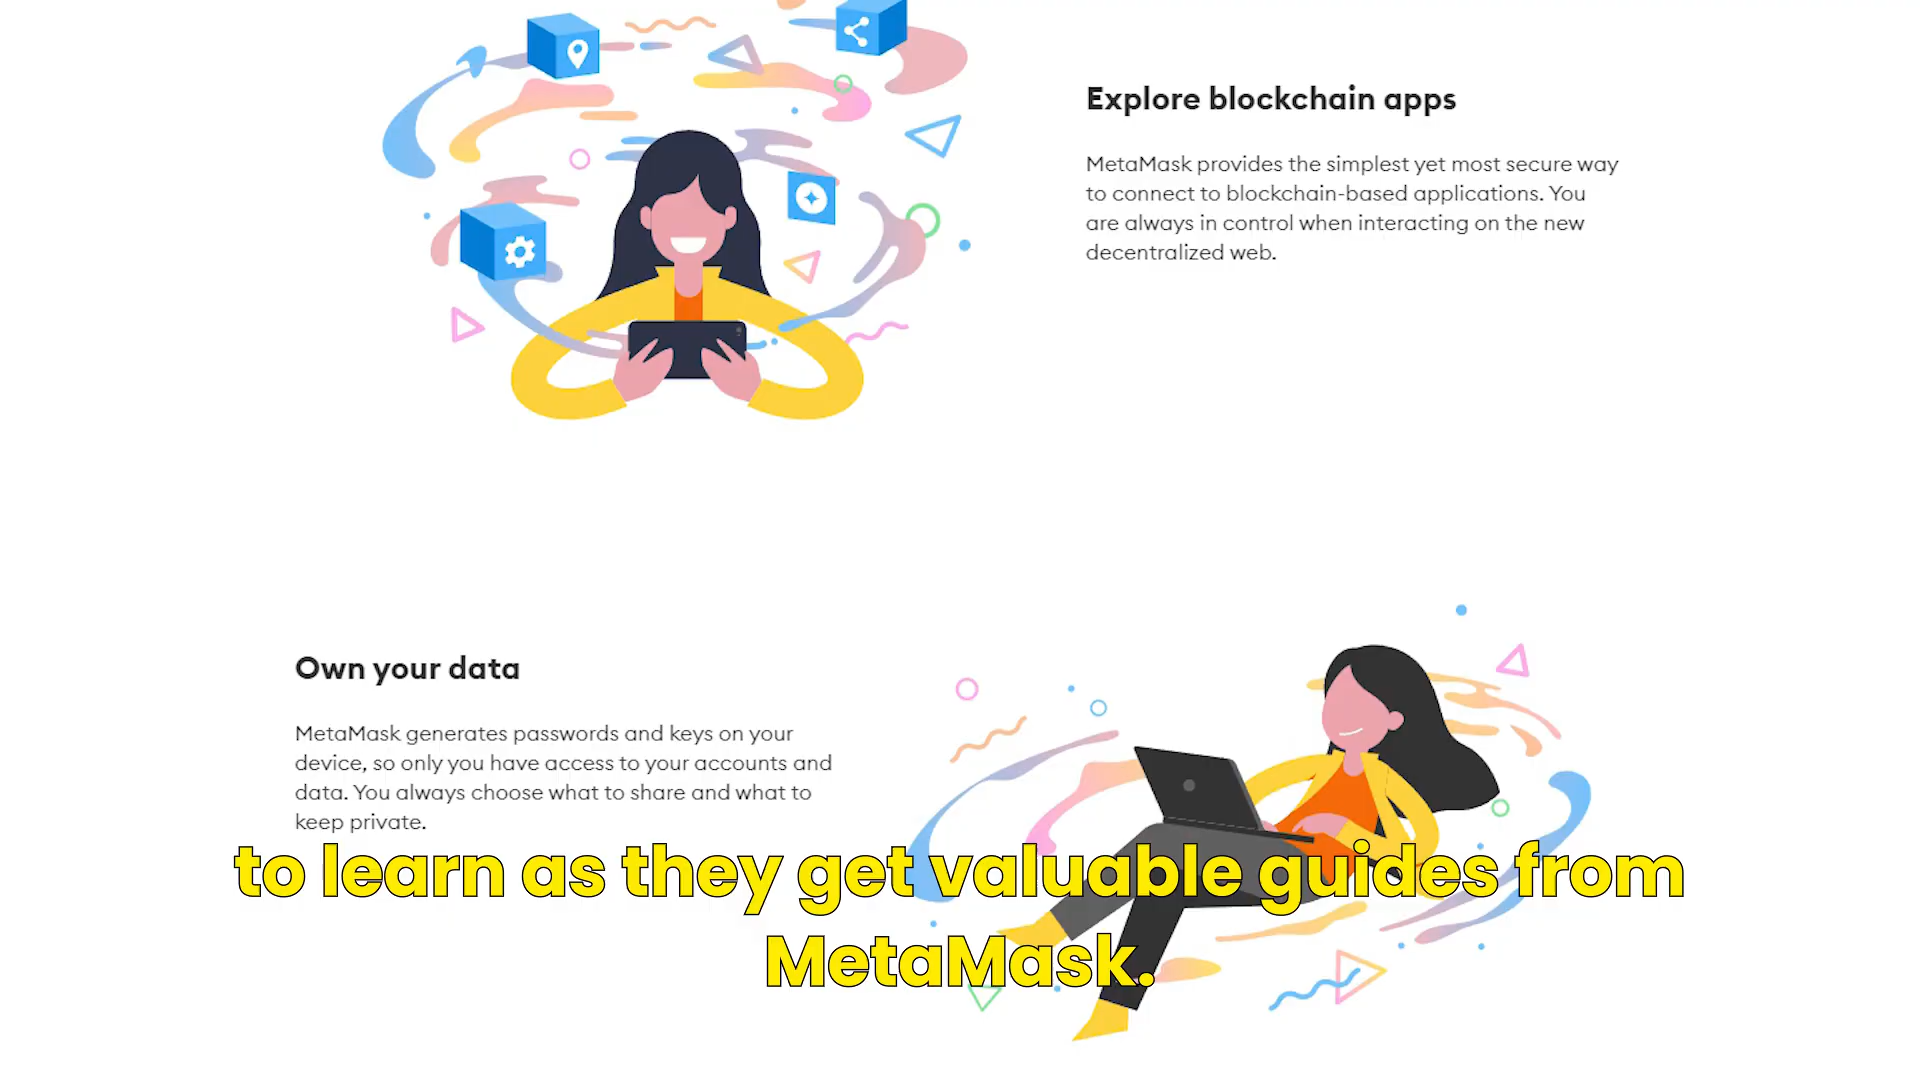 Explore blockchain apps
MetaMask provides the simplest yet most secure way
to connect to blockchain-based applications. You
are always in control when interacting on the new
decentralized web.
Own your data
MetaMask generates passwords and keys on your
device, so only you have access to your accounts and
data. You always choose what to share and what to
keep private.
to learn as they get valuable guides from
MetaMask.